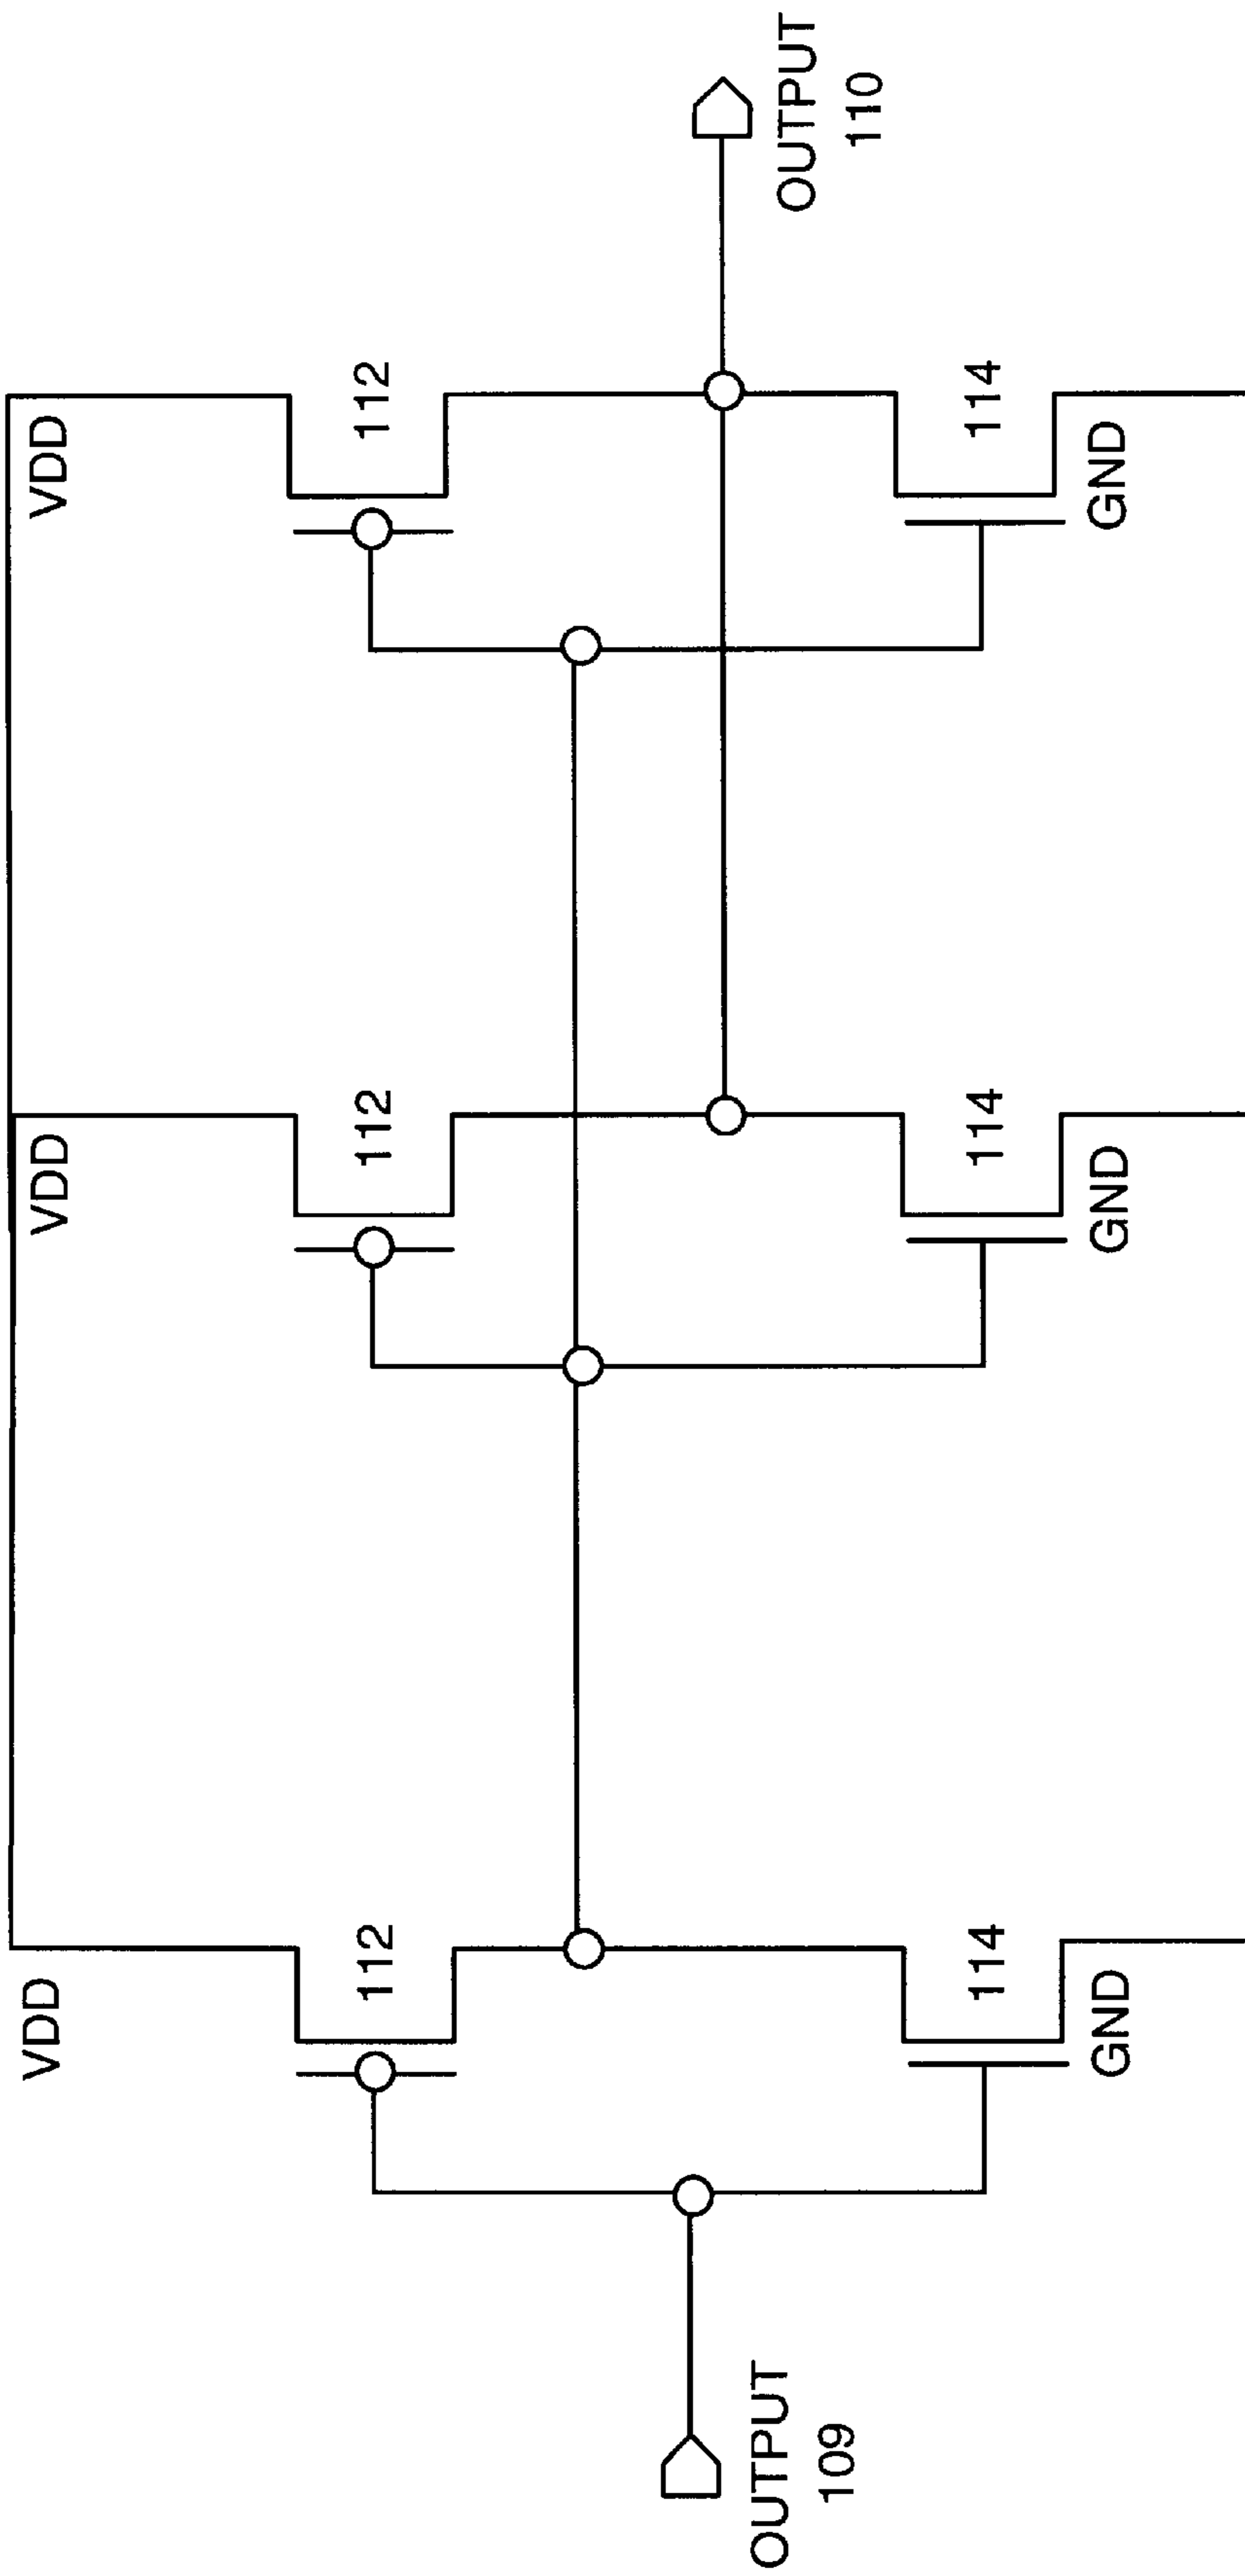 VDD
VDD
VDD
112
112
112
OUTPUT
109
OUTPUT
110
114
114
114
GND
GND
GND